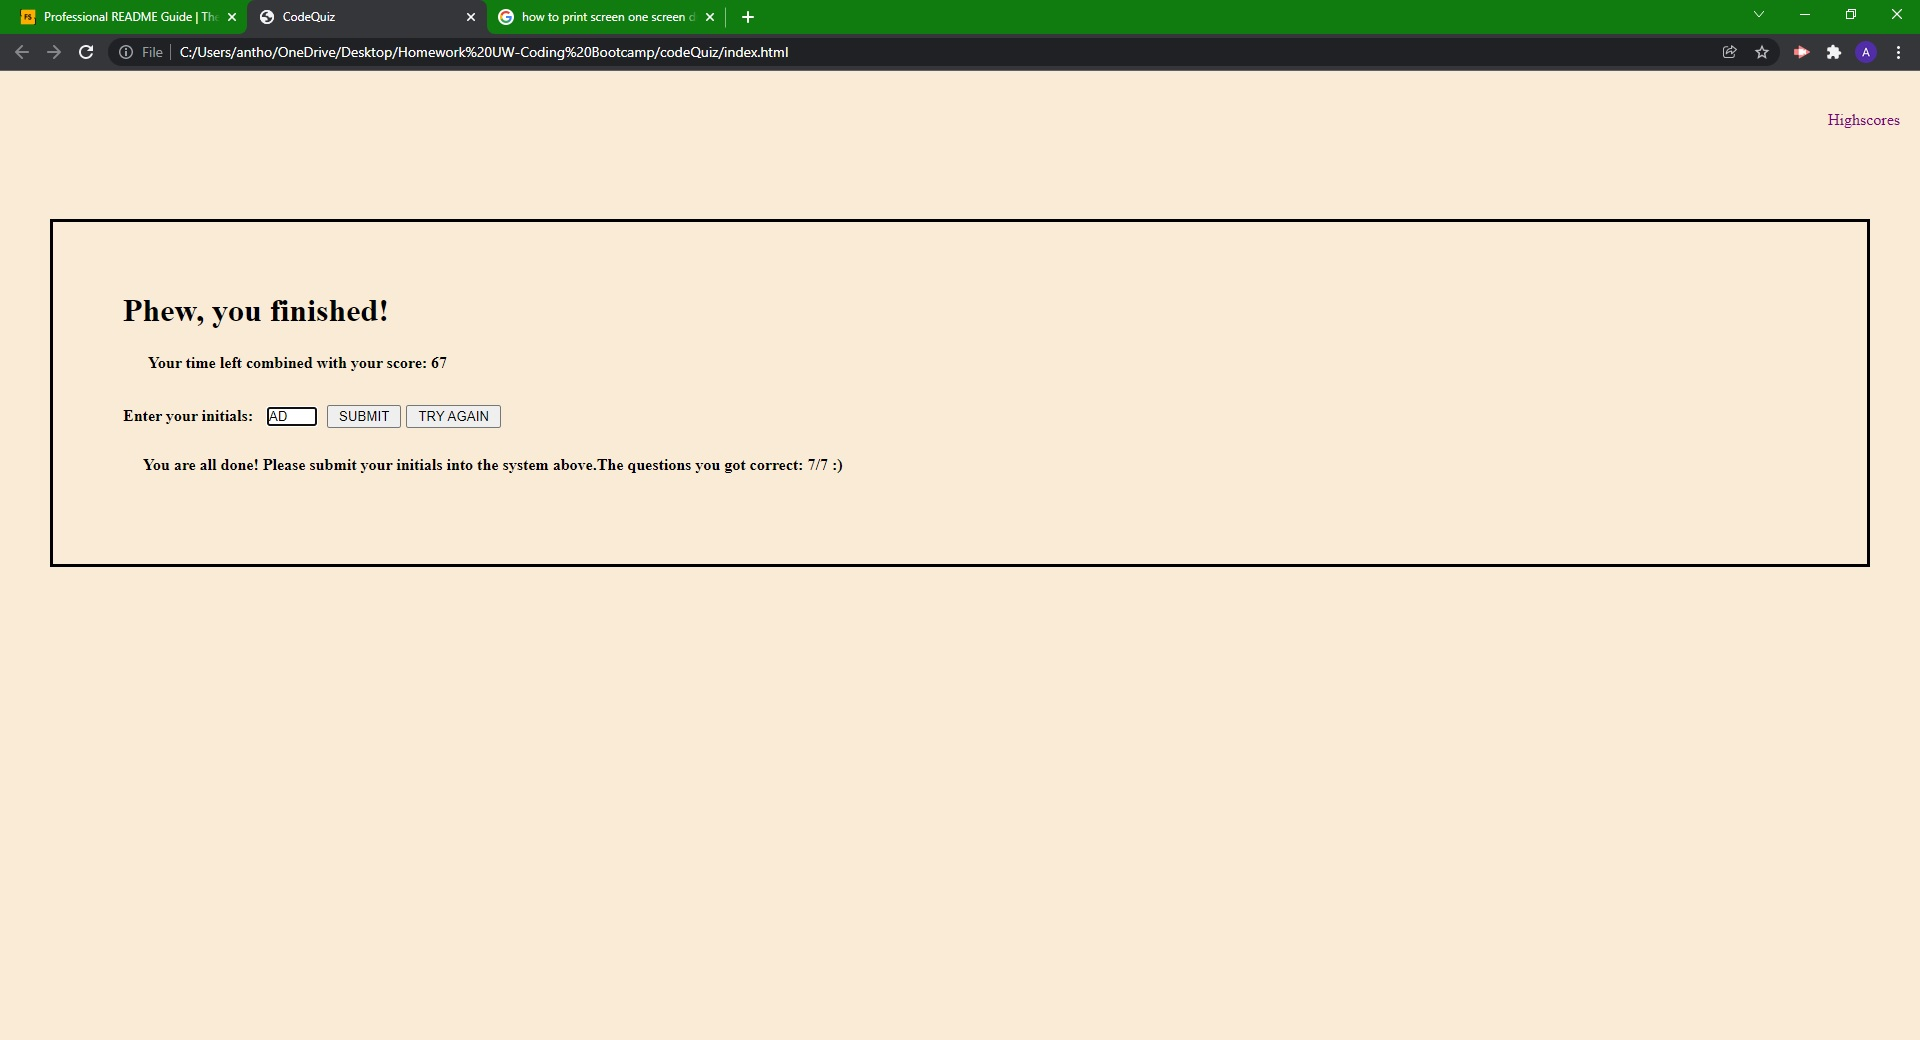 Professional README Guide | The
CodeQuiz
how to print screen one screen d
File
C:/Users/antho/OneDrive/Desktop/Homework%20UW-Coding%20Bootcamp/codeQuiz/index.html
A
Highscores
Phew, you finished!
Your time left combined with your score: 67
Enter your initials: AD SUBMIT TRY AGAIN
You are all done! Please submit your initials into the system above.The questions you got correct: 7/7 :)